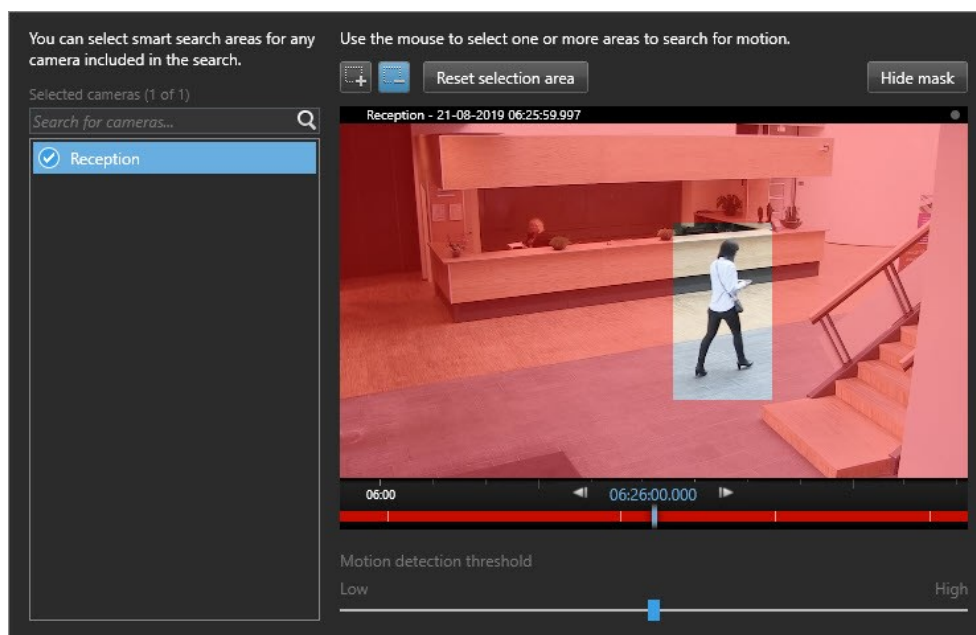 You can select smart search areas for any
camera included in the search.
Selected cameras (1 of 1)
Search for cameras...
Reception
Use the mouse to select one or more areas to search for motion.
Reset selection area
Hide mask
Reception - 21-08-2019 06:25:59.997
06:00
06:26:00.000
Motion detection threshold
Low
High